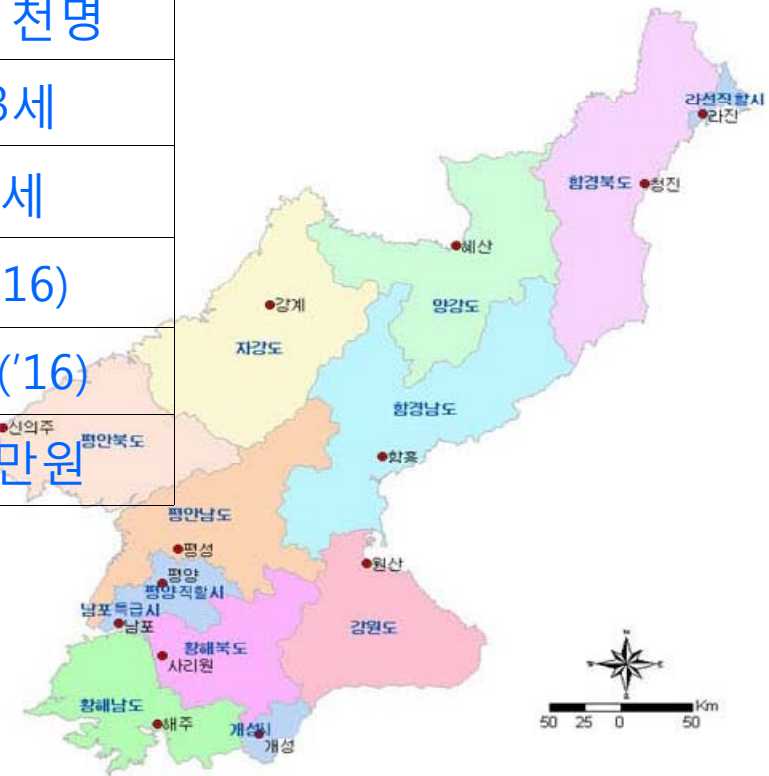 천명
3세
세
16)
('16)
만원
라선직할시
라진
함경북도
청진
혜산
양강도
강계
자강도
함경남도
함흥
신의주
평안북도
평안남도
평성
평양
평양직할시
남포특급시
남포
원산
강원도
황해북도
사리원
황해남도
해주
개성시
개성
N
Km
50 25 0 50